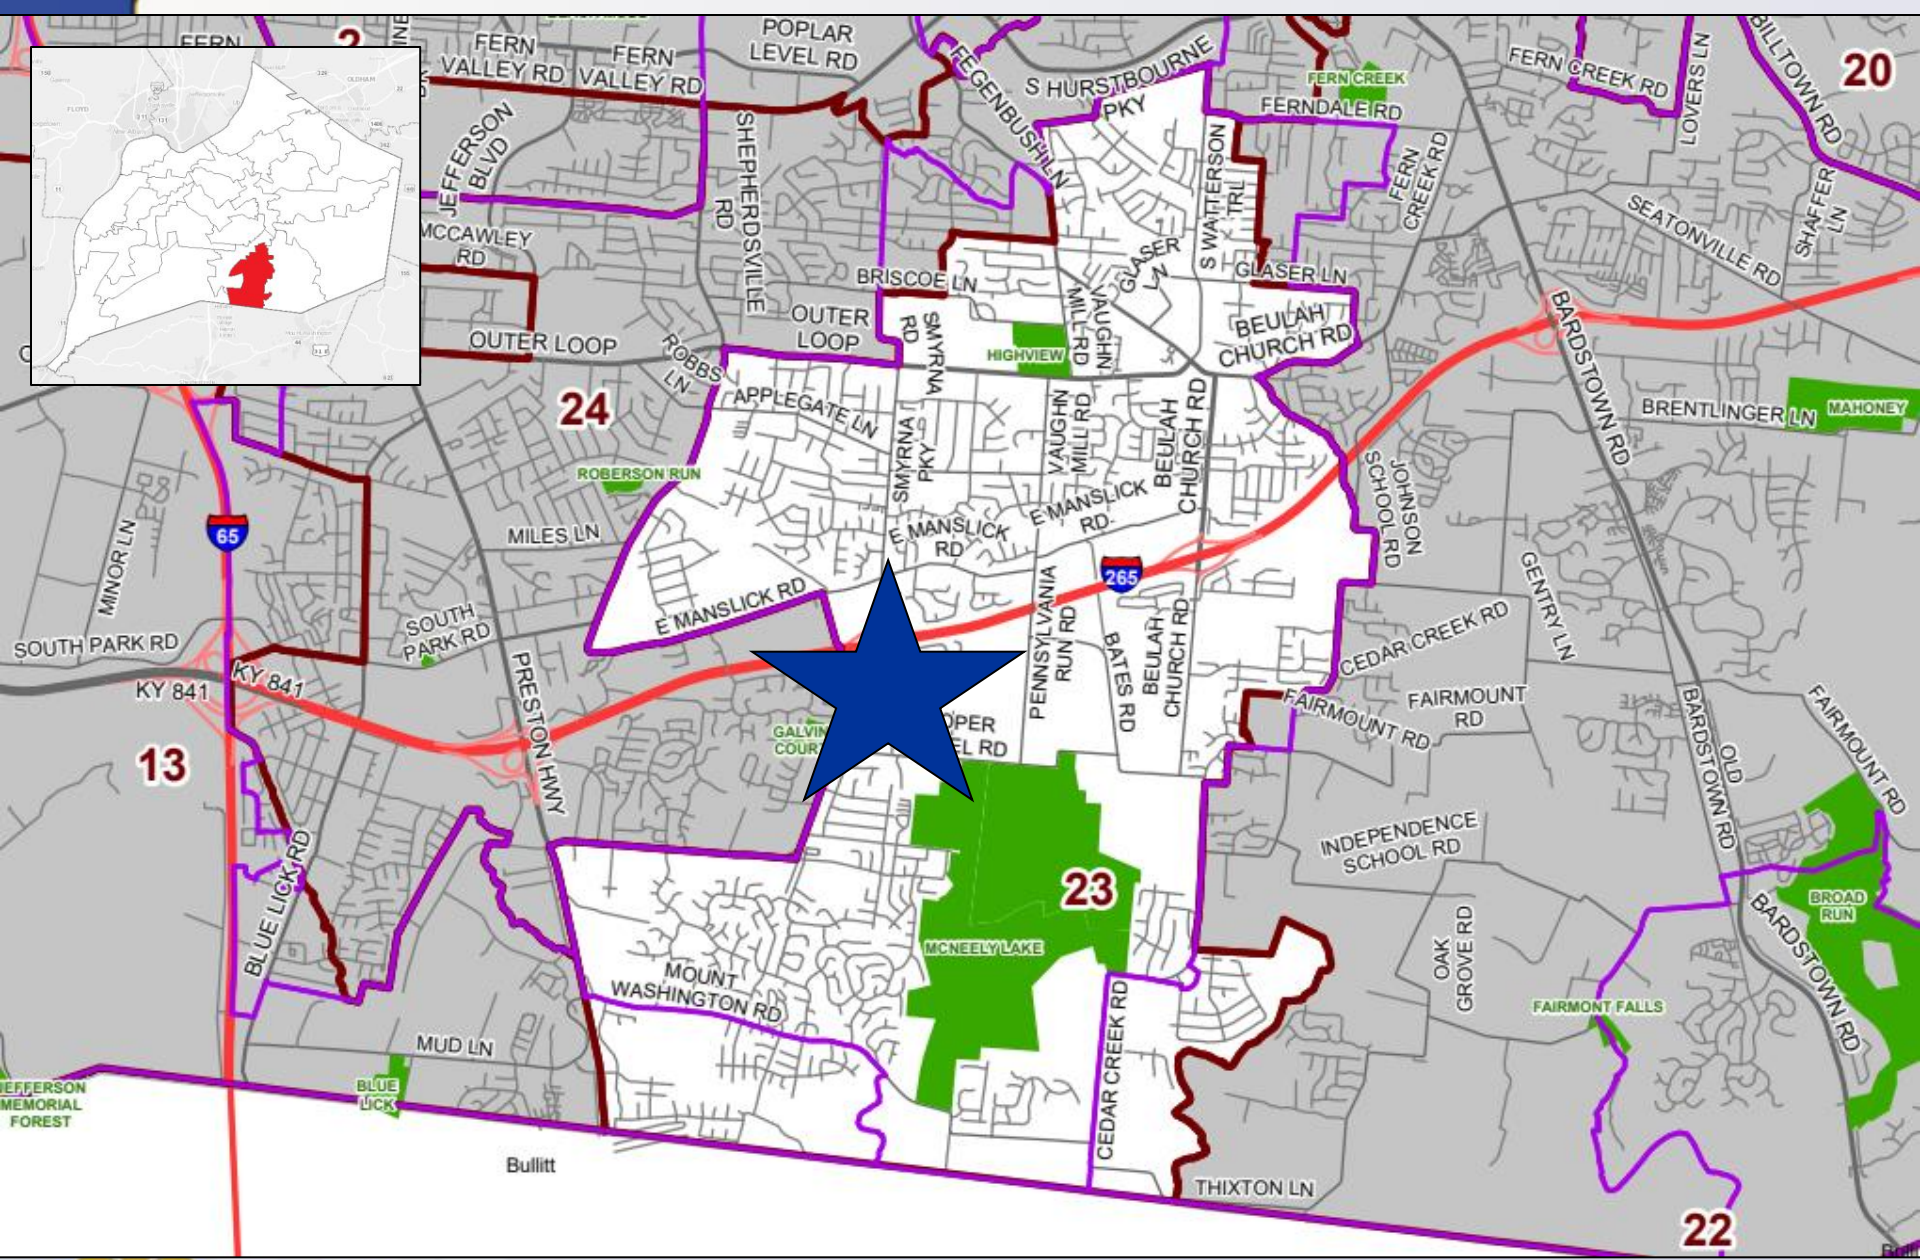 FERN
2
FERN
VALLEY RD
FERN
VALLEY RD
POPLAR
LEVEL RD
FEGENBUSH LN
S HURSTBOURNE
PKY
FERN CREEK
FERNDALE RD
FERN CREEK RD
LOVERS LN
BILLTOWN RD
20
FLOYD
OLDHAM
JEFFERSON
BLVD
SHEPHERDSVILLE
RD
S WATTERSON
TRL
FERN
CREEK RD
SEATONVILLE RD
SHAFFER
LN
MCCAWLEY
RD
BRISCOE LN
GLASER
LN
GLASER LN
OUTER LOOP
OUTER
LOOP
ROBBS
LN
SMYRNA
RD
HIGHVIEW
VAUGHN
MILL RD
BEULAH
CHURCH RD
BARDSTOWN RD
24
APPLEGATE LN
SMYRNA
PKY
VAUGHN
MILL RD
BEULAH
CHURCH RD
BRENTLINGER LN
MAHONEY
ROBERSON RUN
JOHNSON
SCHOOL RD
MINOR LN
65
MILES LN
E MANSLICK
RD
E MANSLICK
RD
265
GENTRY LN
E MANSLICK RD
SOUTH PARK RD
SOUTH
PARK RD
PENNSYLVANIA
RUN RD
BATES RD
BEULAH
CHURCH RD
CEDAR CREEK RD
KY 841
KY 841
PRESTON HWY
FAIRMOUNT RD
FAIRMOUNT
RD
BARDSTOWN RD
OLD
BARDSTOWN RD
FAIRMOUNT RD
13
INDEPENDENCE
SCHOOL RD
BLUE LICK RD
23
MCNEELY LAKE
BROAD
RUN
BARDSTOWN RD
OAK
GROVE RD
MOUNT
WASHINGTON RD
CEDAR CREEK RD
FAIRMONT FALLS
MUD LN
BLUE
LICK
JEFFERSON
MEMORIAL
FOREST
Bullitt
THIXTON LN
22